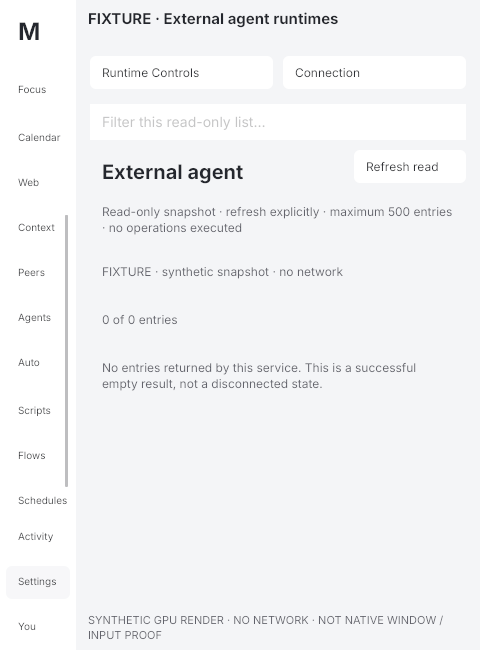 M
Focus
Calendar
Web
Context
Peers
Agents
Auto
Scripts
Flows
Schedules
Activity
Settings
You
FIXTURE · External agent runtimes
Runtime Controls
Connection
Filter this read-only list...
External agent
Refresh read
Read-only snapshot · refresh explicitly · maximum 500 entries
· no operations executed
FIXTURE · synthetic snapshot · no network
0 of 0 entries
No entries returned by this service. This is a successful
empty result, not a disconnected state.
SYNTHETIC GPU RENDER · NO NETWORK · NOT NATIVE WINDOW /
INPUT PROOF